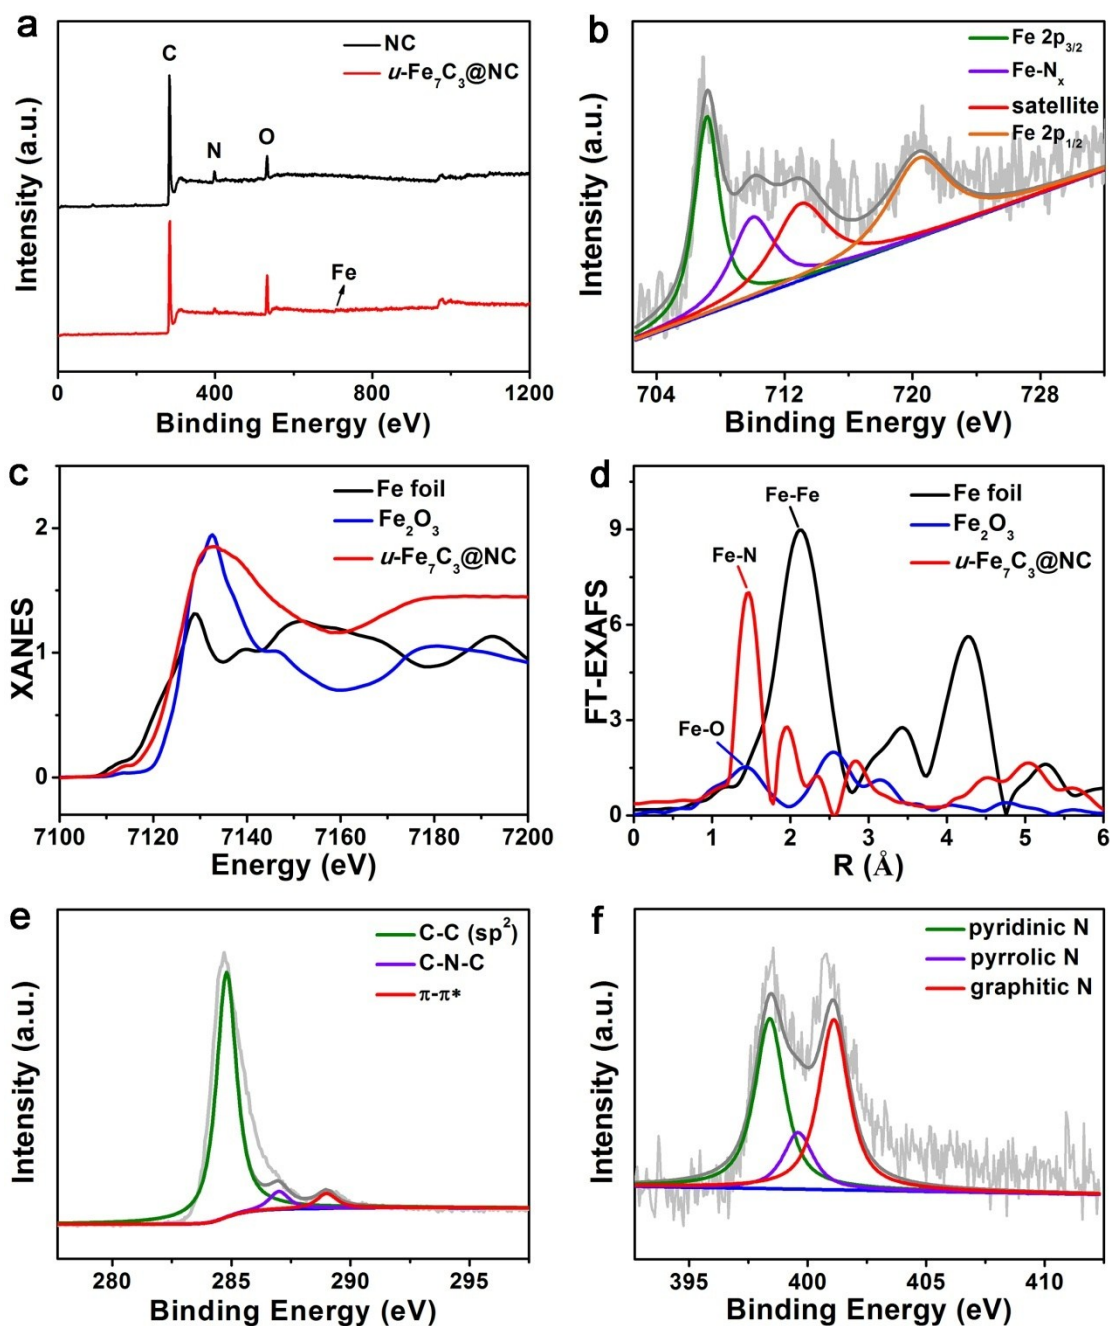 a
C
N
O
Fe
NC
u-Fe₇C₃@NC
Intensity (a.u.)
0 400 800 1200
Binding Energy (eV)
b
Fe 2p₃/₂
Fe-Nₓ
satellite
Fe 2p₁/₂
Intensity (a.u.)
704 712 720 728
Binding Energy (eV)
c
Fe foil
Fe₂O₃
u-Fe₇C₃@NC
XANES
2
1
0
7100 7120 7140 7160 7180 7200
Energy (eV)
d
Fe-Fe
Fe-N
Fe-O
Fe foil
Fe₂O₃
u-Fe₇C₃@NC
FT-EXAFS
9
6
3
0
0 1 2 3 4 5 6
R (Å)
e
C-C (sp²)
C-N-C
π-π*
Intensity (a.u.)
280 285 290 295
Binding Energy (eV)
f
pyridinic N
pyrrolic N
graphitic N
Intensity (a.u.)
395 400 405 410
Binding Energy (eV)